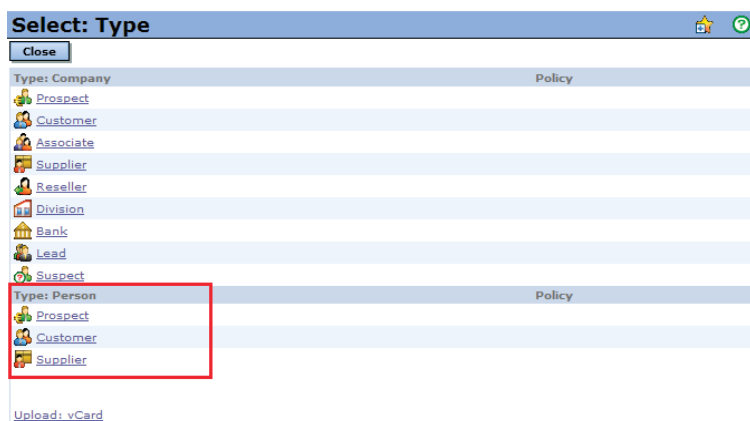 Select: Type
Close
Type: Company Policy
Prospect
Customer
Associate
Supplier
Reseller
Division
Bank
Lead
Suspect
Type: Person Policy
Prospect
Customer
Supplier
Upload: vCard